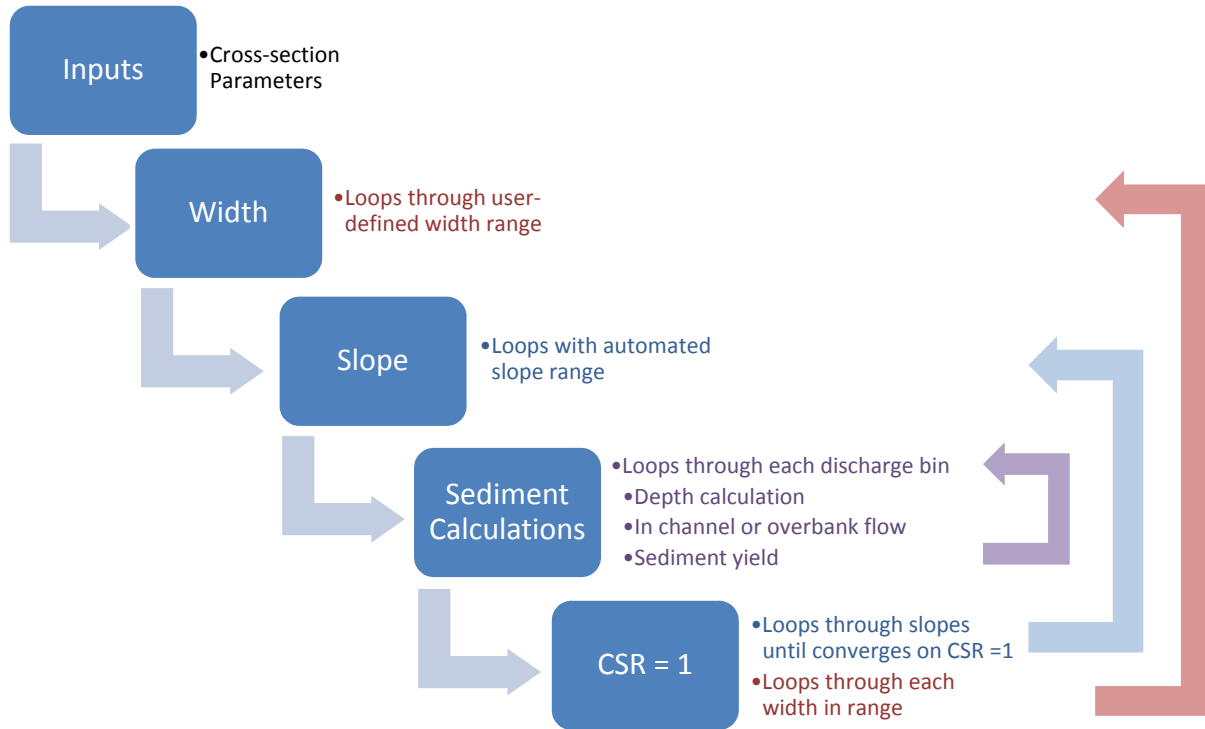 Inputs
•Cross-section
Parameters
Width
•Loops through user-
defined width range
Slope
•Loops with automated
slope range
Sediment
Calculations
•Loops through each discharge bin
•Depth calculation
•In channel or overbank flow
•Sediment yield
CSR = 1
•Loops through slopes
until converges on CSR =1
•Loops through each
width in range